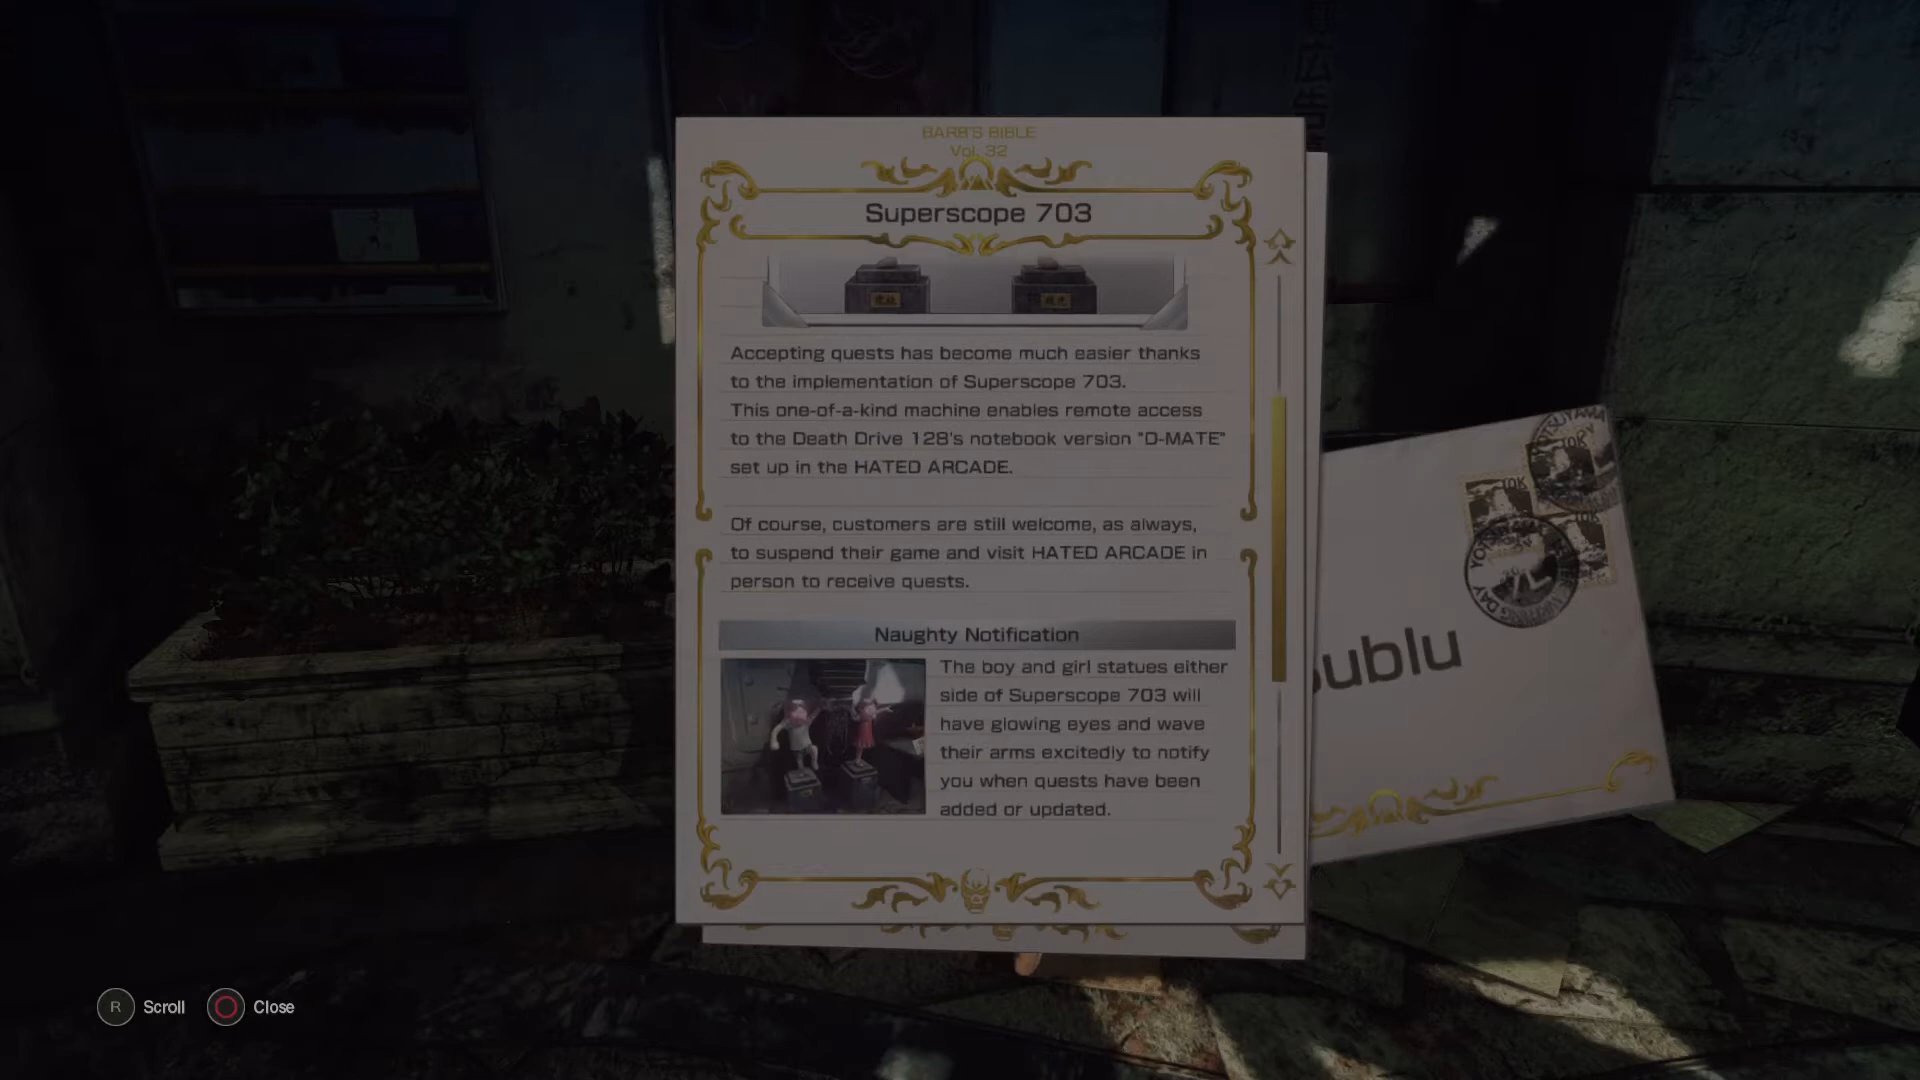 BARB'S BIBLE
Vol. 32
Superscope 703
Accepting quests has become much easier thanks
to the implementation of Superscope 703.
This one-of-a-kind machine enables remote access
to the Death Drive 128's notebook version "D-MATE"
set up in the HATED ARCADE.
Of course, customers are still welcome, as always,
to suspend their game and visit HATED ARCADE in
person to receive quests.
Naughty Notification
The boy and girl statues either
side of Superscope 703 will
have glowing eyes and wave
their arms excitedly to notify
you when quests have been
added or updated.
oublu
R Scroll Close